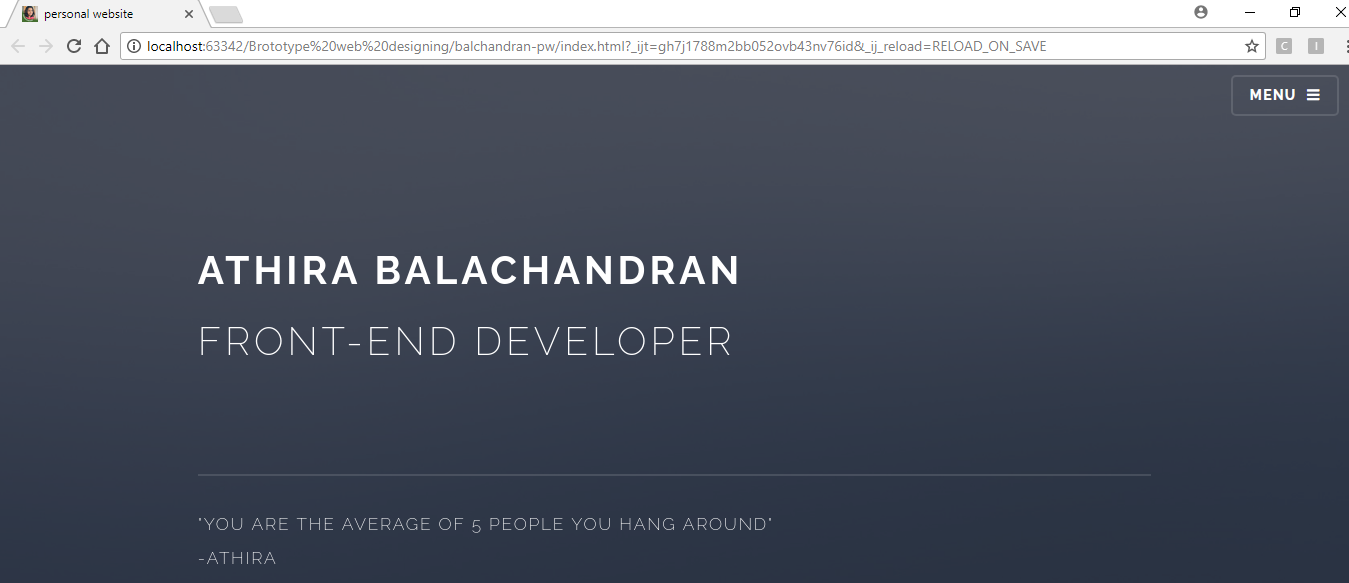 personal website
localhost:63342/Brototype%20web%20designing/balchandran-pw/index.html?_ijt=gh7j1788m2bb052ovb43nv76id&_ij_reload=RELOAD_ON_SAVE
C I
MENU
ATHIRA BALACHANDRAN
FRONT-END DEVELOPER
"YOU ARE THE AVERAGE OF 5 PEOPLE YOU HANG AROUND"
-ATHIRA